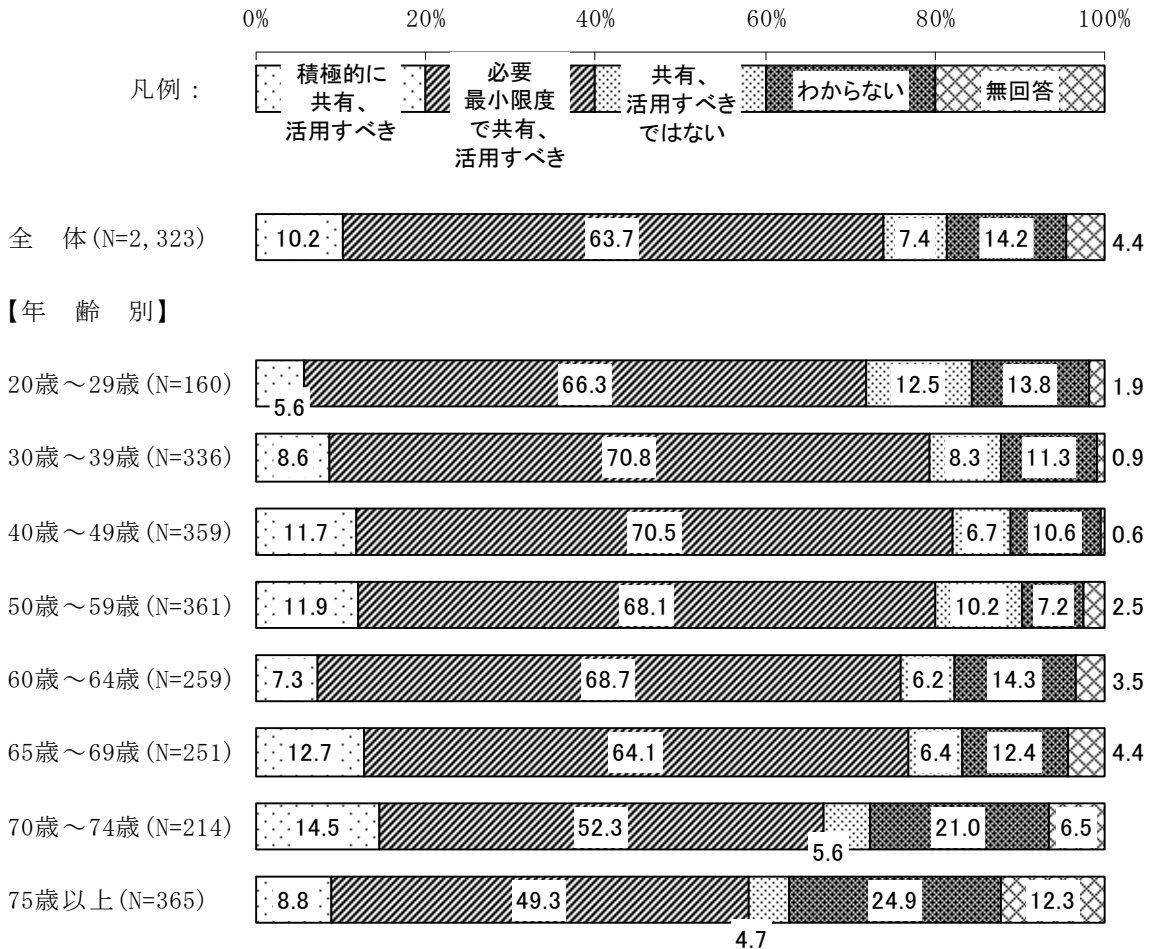 0% 20% 40% 60% 80% 100%
凡例：
積極的に
共有、
活用すべき
必要
最小限度
で共有、
活用すべき
共有、
活用すべき
ではない
わからない
無回答
全　体(N=2,323) 10.2 63.7 7.4 14.2 4.4
【年　齢　別】
20歳～29歳(N=160) 5.6 66.3 12.5 13.8 1.9
30歳～39歳(N=336) 8.6 70.8 8.3 11.3 0.9
40歳～49歳(N=359) 11.7 70.5 6.7 10.6 0.6
50歳～59歳(N=361) 11.9 68.1 10.2 7.2 2.5
60歳～64歳(N=259) 7.3 68.7 6.2 14.3 3.5
65歳～69歳(N=251) 12.7 64.1 6.4 12.4 4.4
70歳～74歳(N=214) 14.5 52.3 5.6 21.0 6.5
75歳以上(N=365) 8.8 49.3 4.7 24.9 12.3